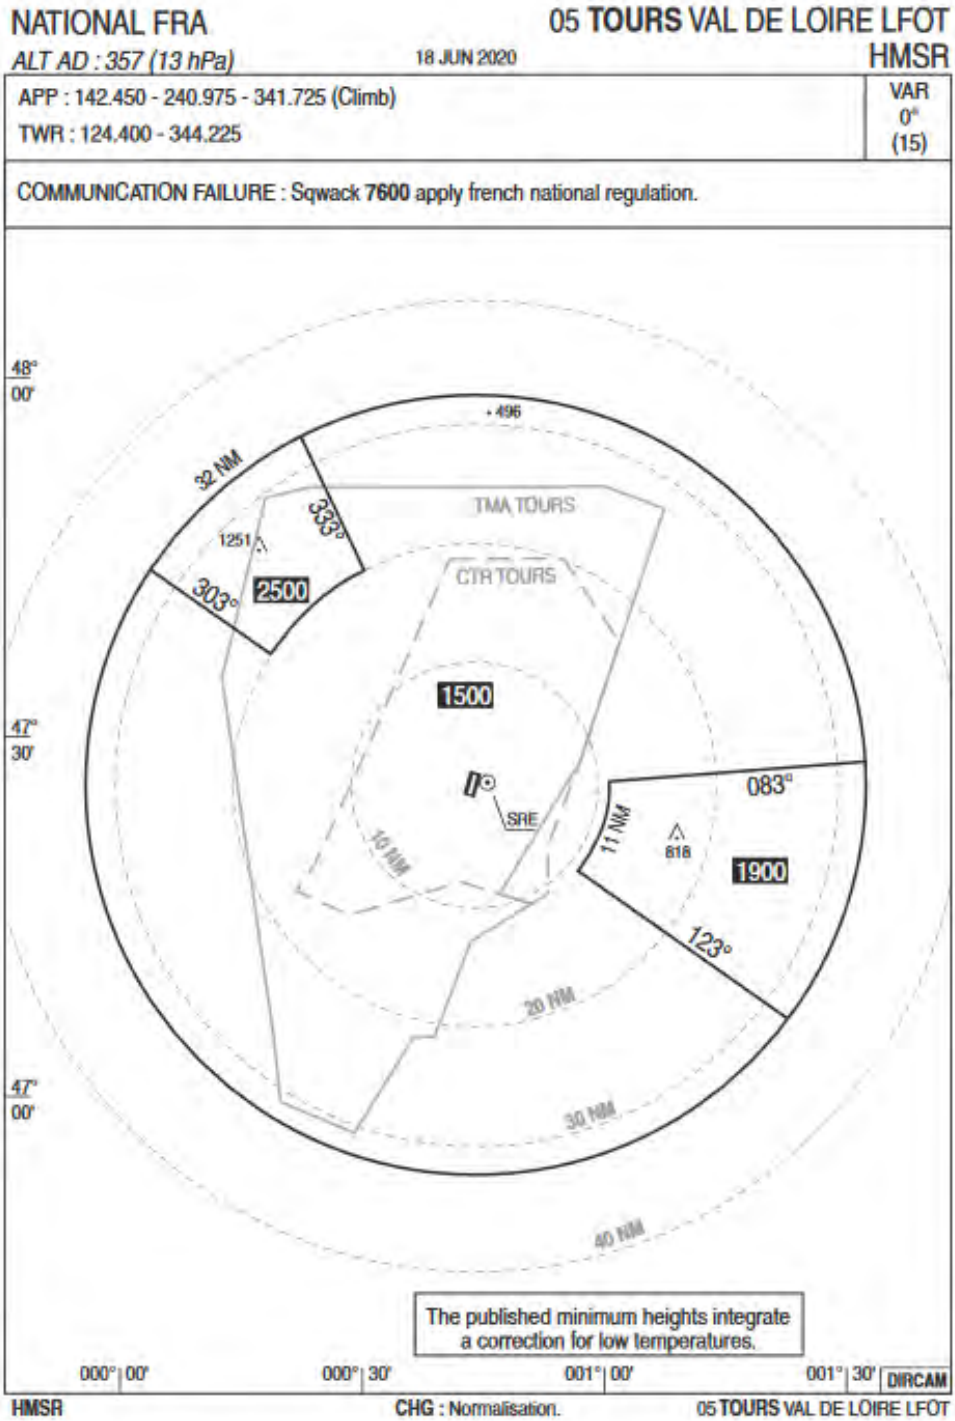 NATIONAL FRA
05 TOURS VAL DE LOIRE LFOT
ALT AD : 357 (13 hPa)
18 JUN 2020
HMSR
APP : 142.450 - 240.975 - 341.725 (Climb)
TWR : 124.400 - 344.225
VAR
0°
(15)
COMMUNICATION FAILURE : Sqwack 7600 apply french national regulation.
48°
00'
496
32 NM
333°
TMA TOURS
1251
303°
2500
CTR TOURS
1500
47°
30'
083°
SRE
11 NM
10 NM
818
1900
123°
20 NM
47°
00'
30 NM
40 NM
The published minimum heights integrate
a correction for low temperatures.
000° 00'
000° 30'
001° 00'
001° 30'
DIRCAM
HMSR
CHG : Normalisation.
05 TOURS VAL DE LOIRE LFOT